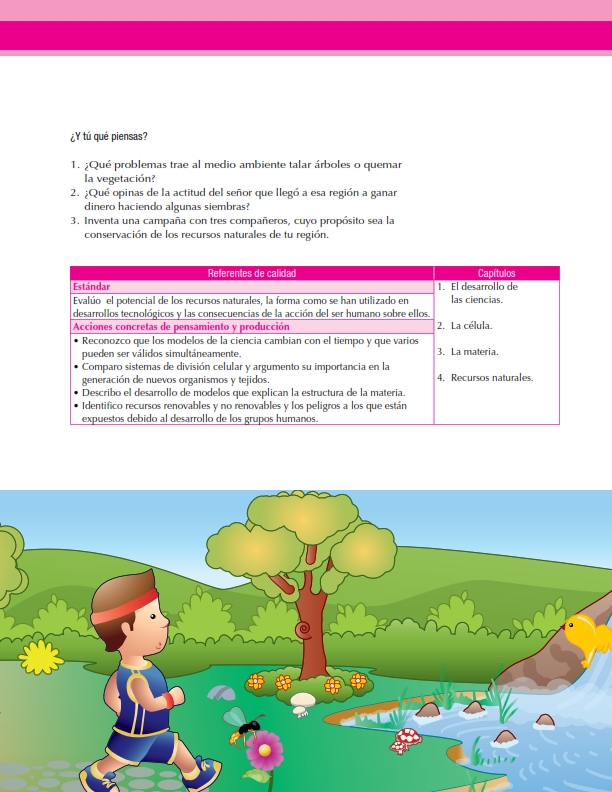 ¿Y tú qué piensas?
1. ¿Qué problemas trae al medio ambiente talar árboles o quemar
la vegetación?
2. ¿Qué opinas de la actitud del señor que llegó a esa región a ganar
dinero haciendo algunas siembras?
3. Inventa una campaña con tres compañeros, cuyo propósito sea la
conservación de los recursos naturales de tu región.
Referentes de calidad
Estándar
Evalúo el potencial de los recursos naturales, la forma como se han utilizado en
desarrollos tecnológicos y las consecuencias de la acción del ser humano sobre ellos.
Acciones concretas de pensamiento y producción
• Reconozco que los modelos de la ciencia cambian con el tiempo y que varios
pueden ser válidos simultáneamente.
• Comparo sistemas de división celular y argumento su importancia en la
generación de nuevos organismos y tejidos.
• Describo el desarrollo de modelos que explican la estructura de la materia.
• Identifico recursos renovables y no renovables y los peligros a los que están
expuestos debido al desarrollo de los grupos humanos.
Capítulos
1. El desarrollo de
las ciencias.
2. La célula.
3. La materia.
4. Recursos naturales.